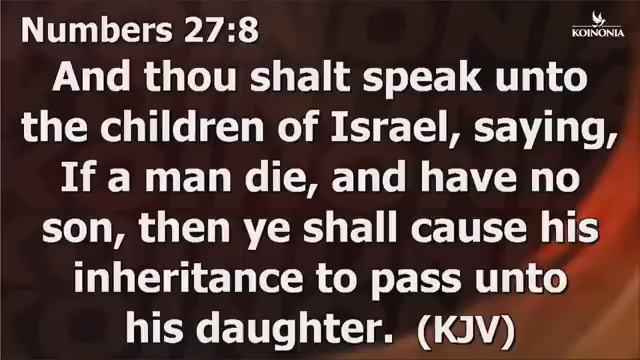 Numbers 27:8
KOINONIA
And thou shalt speak unto
the children of Israel, saying,
If a man die, and have no
son, then ye shall cause his
inheritance to pass unto
his daughter. (KJV)